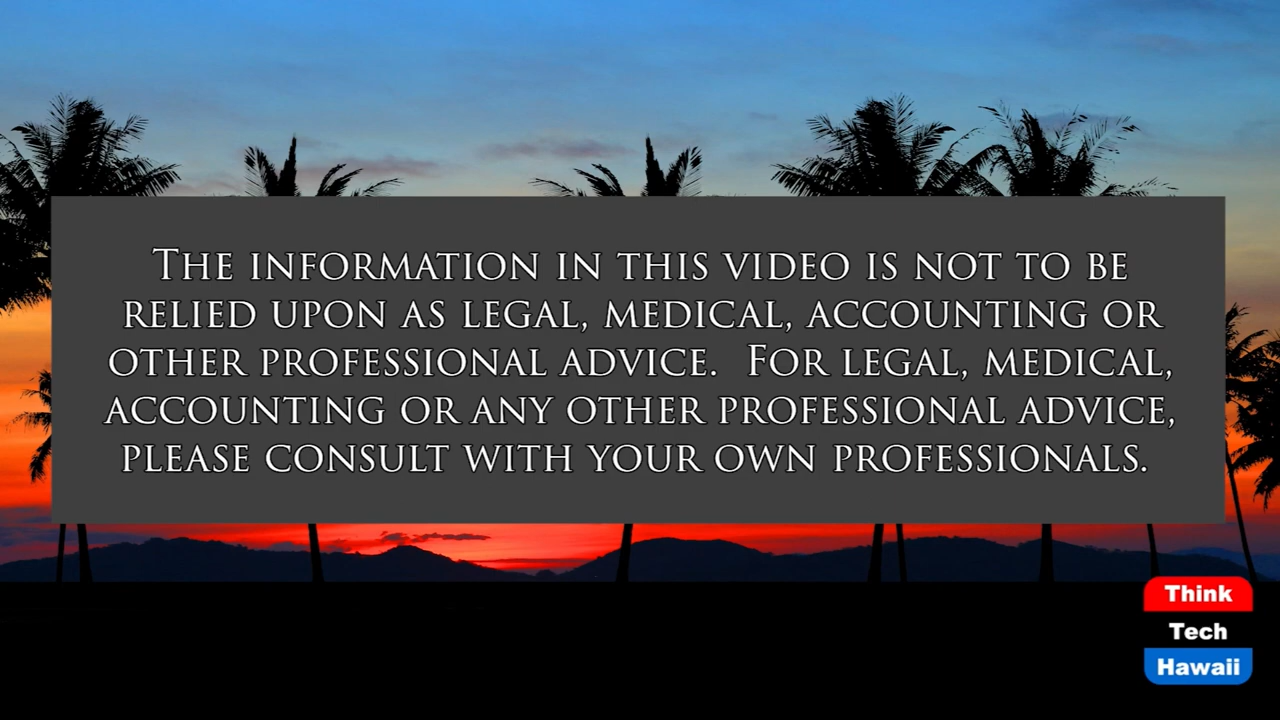 The information in this video is not to be
relied upon as legal, medical, accounting or
other professional advice.  For legal, medical,
accounting or any other professional advice,
please consult with your own professionals.
Think
Tech
Hawaii